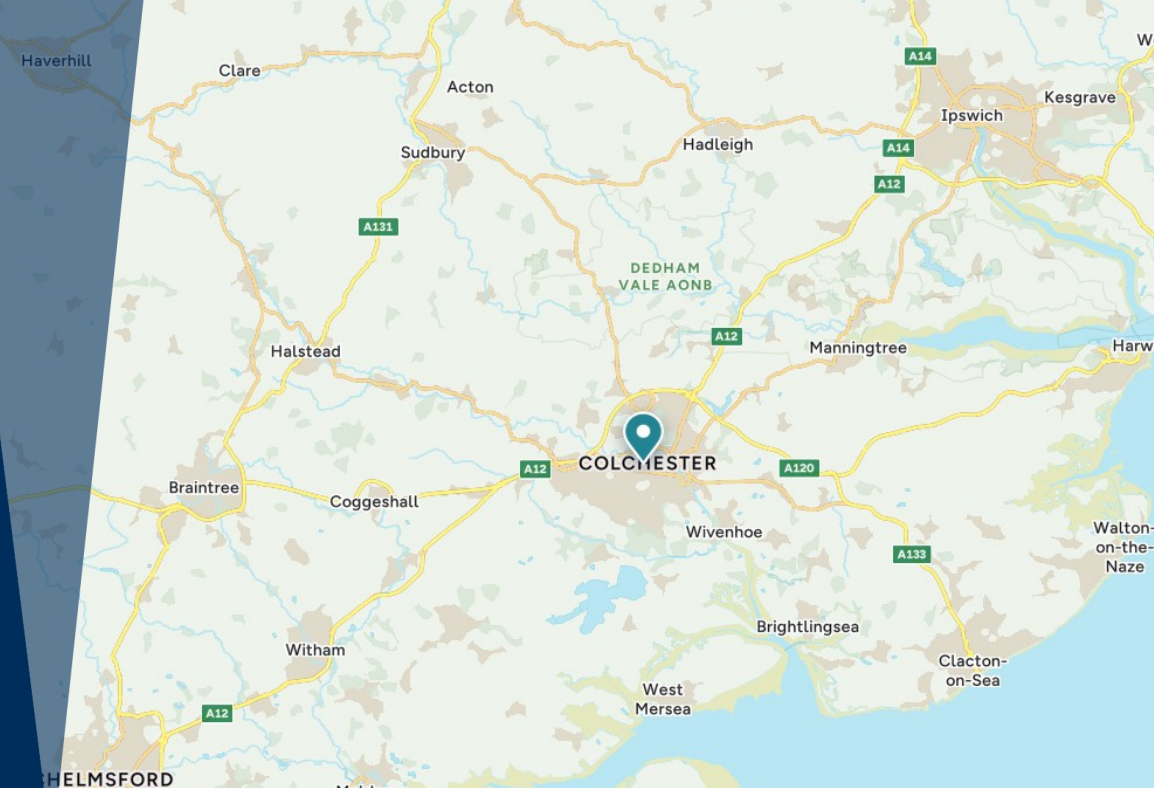 W
A14
Haverhill
Clare
Acton
Kesgrave
Ipswich
Hadleigh
A14
Sudbury
A12
A131
DEDHAM
VALE AONB
A12
Manningtree
Harw
Halstead
COLCHESTER
A12
A120
Braintree
Coggeshall
Wivenhoe
Walton-
on-the-
Naze
A133
Brightlingsea
Witham
Clacton-
on-Sea
West
Mersea
A12
HELMSFORD